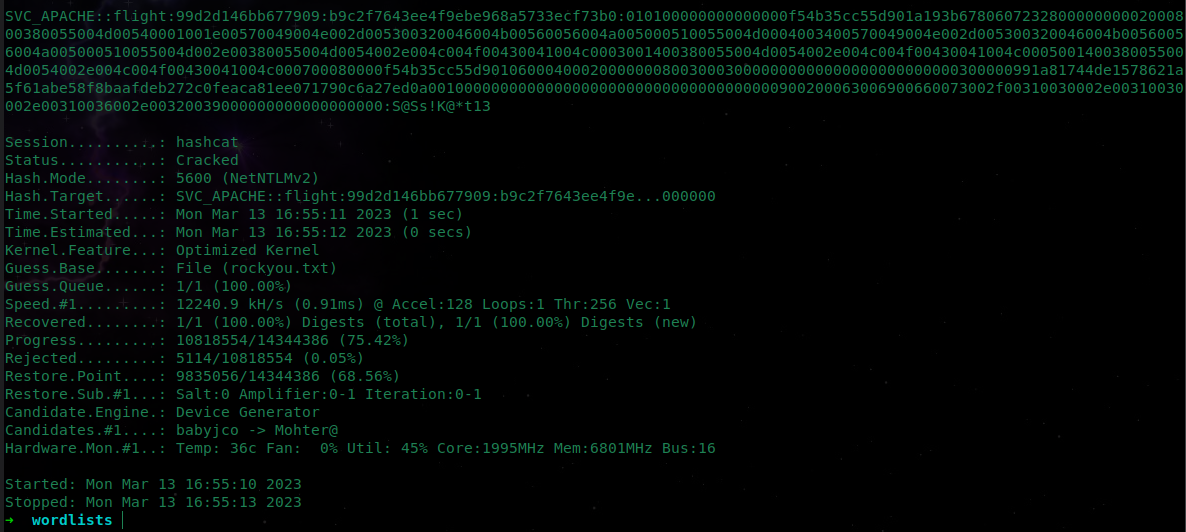 SVC_APACHE::flight:99d2d146bb677909:b9c2f7643ee4f9ebe968a5733ecf73b0:010100000000000000f54b35cc55d901a193b6780607232800000000020008
00380055004d00540001001e00570049004e002d005300320046004b00560056004a005000510055004d0004003400570049004e002d005300320046004b0056005
6004a005000510055004d002e00380055004d0054002e004c004f00430041004c0003001400380055004d0054002e004c004f00430041004c000500140038005500
4d0054002e004c004f00430041004c000700080000f54b35cc55d90106000400020000000800300030000000000000000000000000300000991a81744de1578621a
5f61abe58f8baafdeb272c0feaca81ee071790c6a27ed0a001000000000000000000000000000000000000900200063006900660073002f00310030002e00310030
002e00310036002e003200390000000000000000000:S@Ss!K@*t13
Session..........: hashcat
Status...........: Cracked
Hash.Mode........: 5600 (NetNTLMv2)
Hash.Target......: SVC_APACHE::flight:99d2d146bb677909:b9c2f7643ee4f9e...000000
Time.Started.....: Mon Mar 13 16:55:11 2023 (1 sec)
Time.Estimated...: Mon Mar 13 16:55:12 2023 (0 secs)
Kernel.Feature...: Optimized Kernel
Guess.Base.......: File (rockyou.txt)
Guess.Queue......: 1/1 (100.00%)
Speed.#1.........: 12240.9 kH/s (0.91ms) @ Accel:128 Loops:1 Thr:256 Vec:1
Recovered........: 1/1 (100.00%) Digests (total), 1/1 (100.00%) Digests (new)
Progress.........: 10818554/14344386 (75.42%)
Rejected.........: 5114/10818554 (0.05%)
Restore.Point....: 9835056/14344386 (68.56%)
Restore.Sub.#1...: Salt:0 Amplifier:0-1 Iteration:0-1
Candidate.Engine.: Device Generator
Candidates.#1....: babyjco -> Mohter@
Hardware.Mon.#1..: Temp: 36c Fan:  0% Util: 45% Core:1995MHz Mem:6801MHz Bus:16
Started: Mon Mar 13 16:55:10 2023
Stopped: Mon Mar 13 16:55:13 2023
→ wordlists